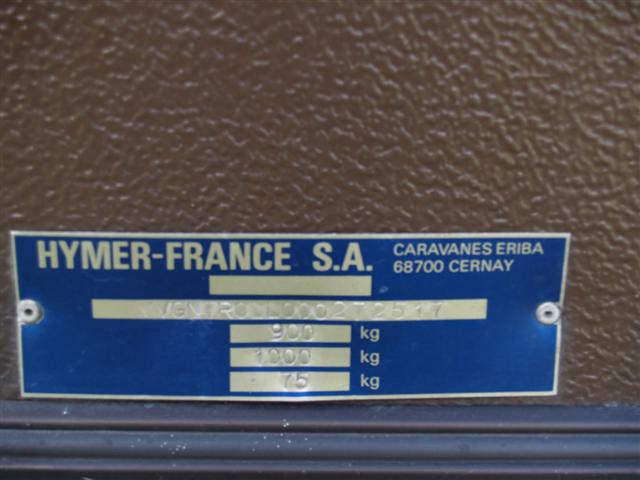 HYMER-FRANCE S.A.
CARAVANES ERIBA
68700 CERNAY
900 kg
1000 kg
75 kg